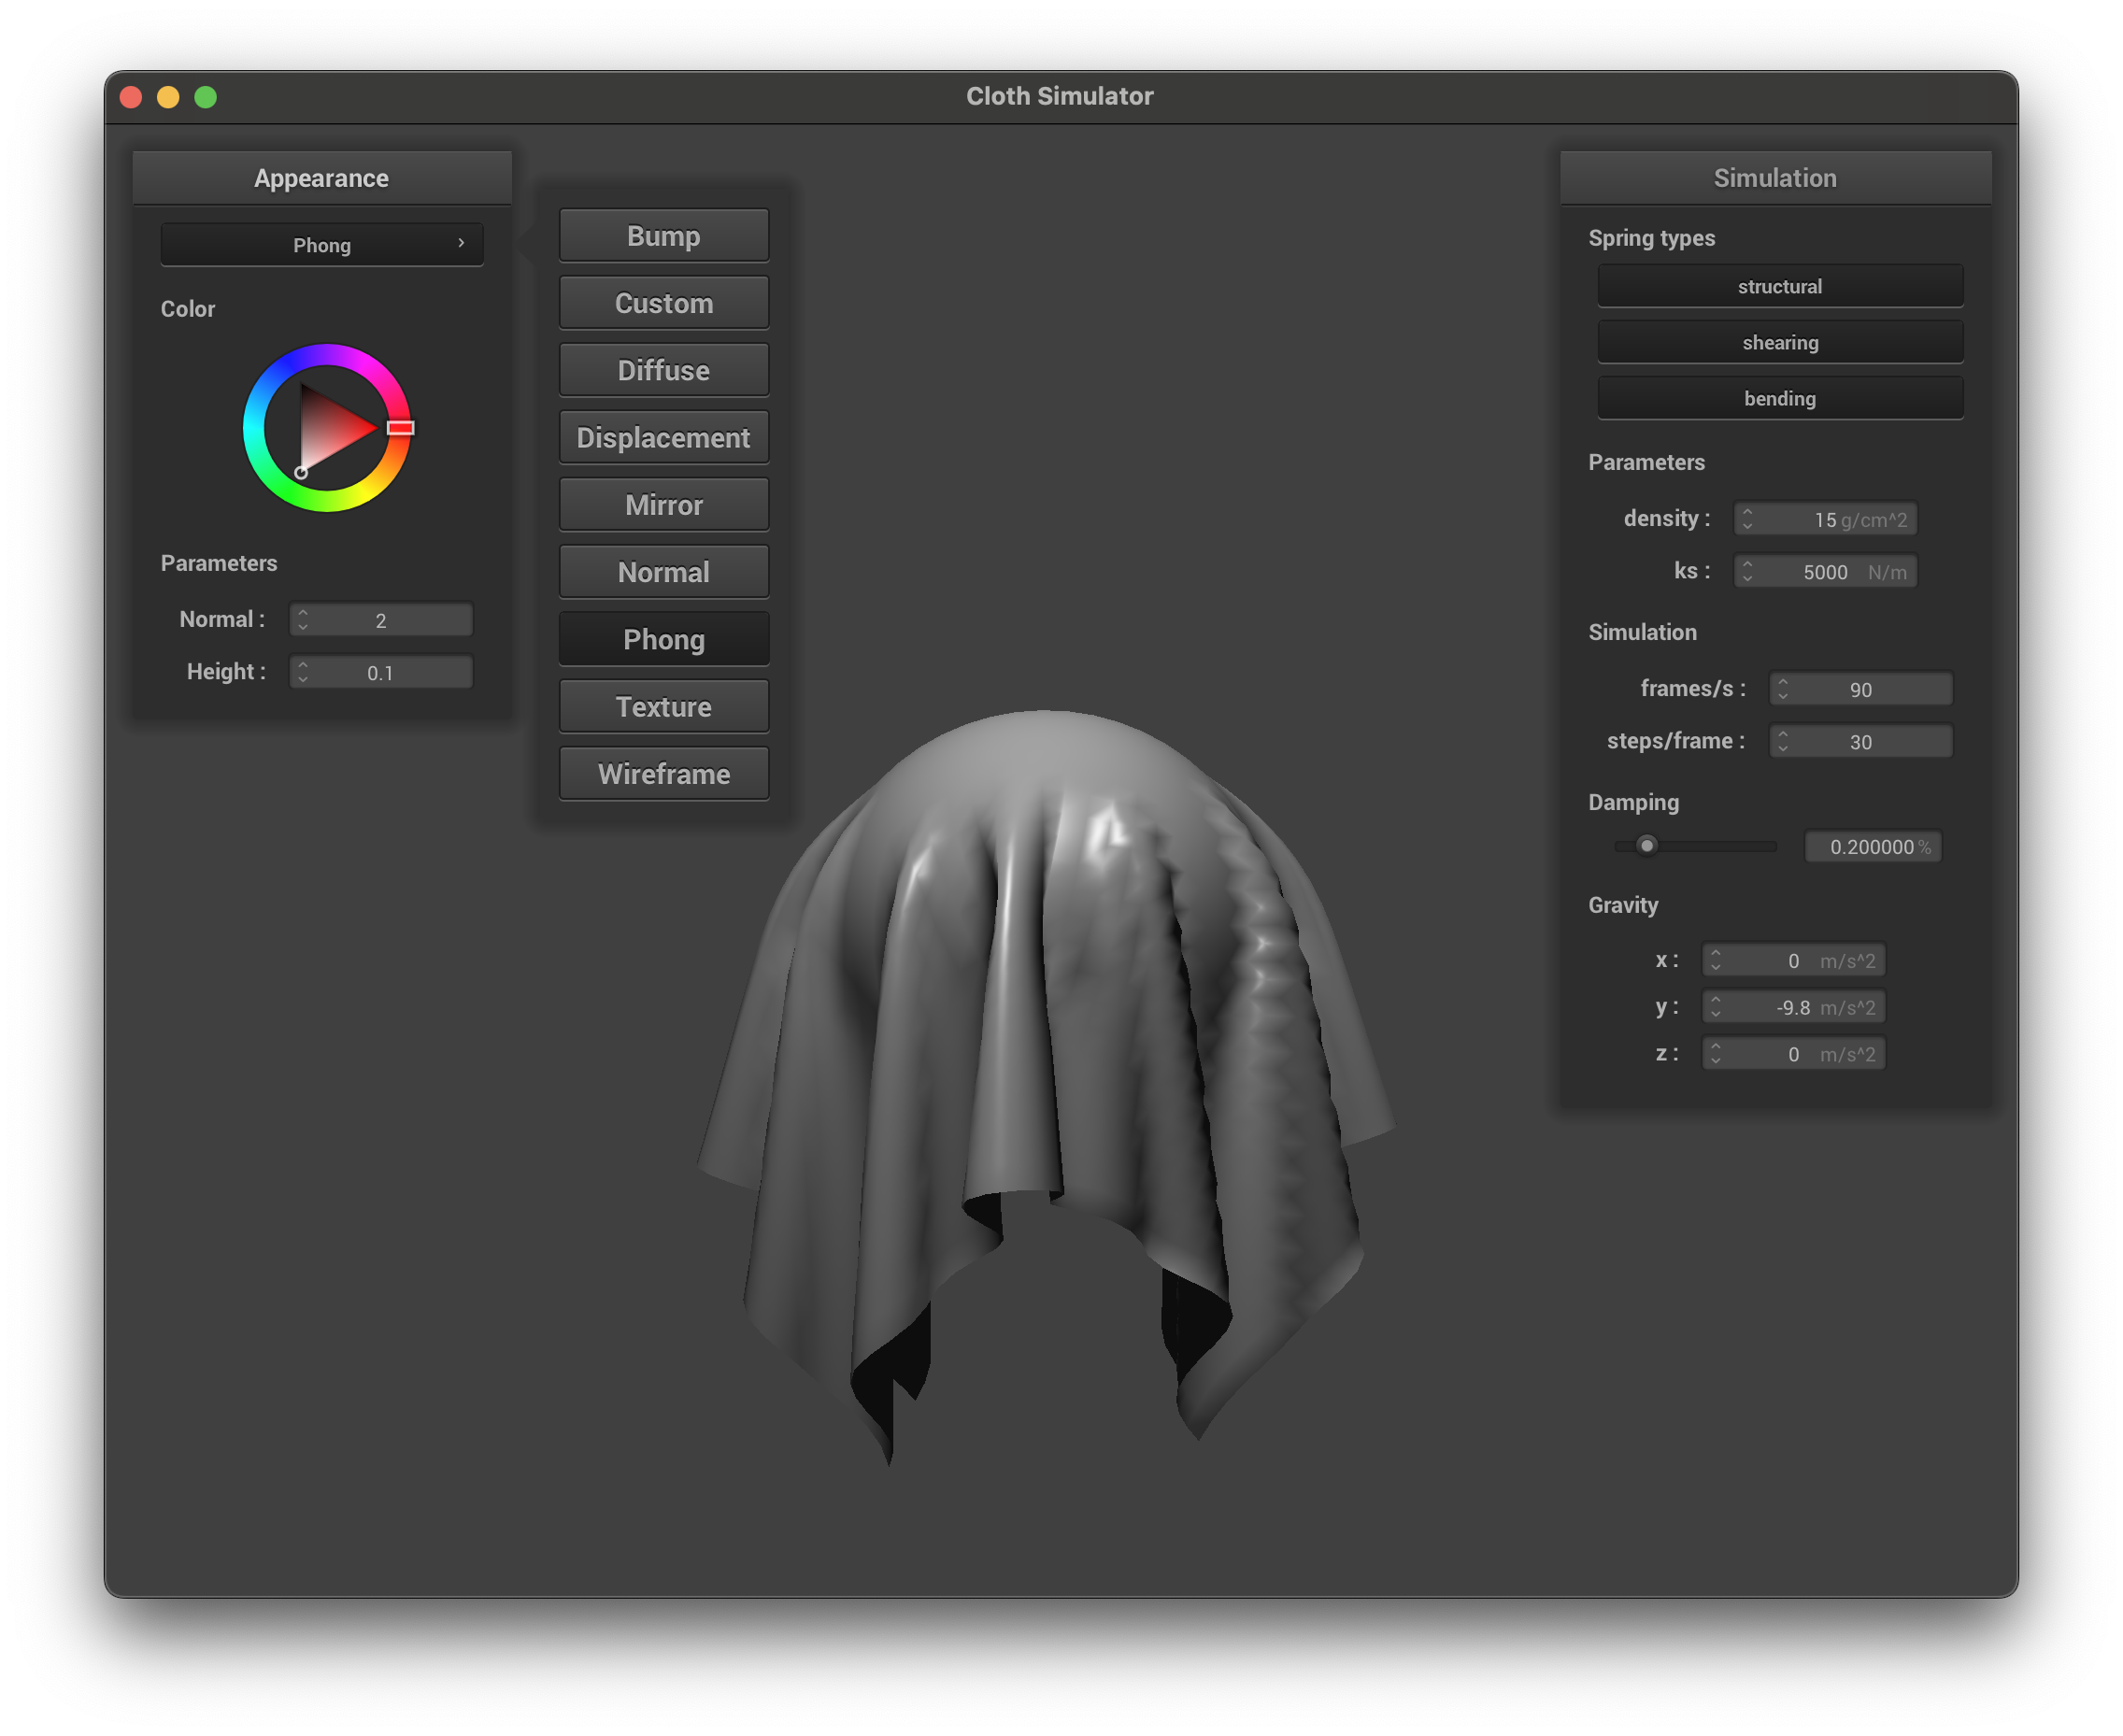 Cloth Simulator
Appearance
Phong
Color
Parameters
Normal : 2
Height : 0.1
Bump
Custom
Diffuse
Displacement
Mirror
Normal
Phong
Texture
Wireframe
Simulation
Spring types
structural
shearing
bending
Parameters
density : 15 g/cm^2
ks : 5000 N/m
Simulation
frames/s : 90
steps/frame : 30
Damping
0.200000 %
Gravity
x : 0 m/s^2
y : -9.8 m/s^2
z : 0 m/s^2